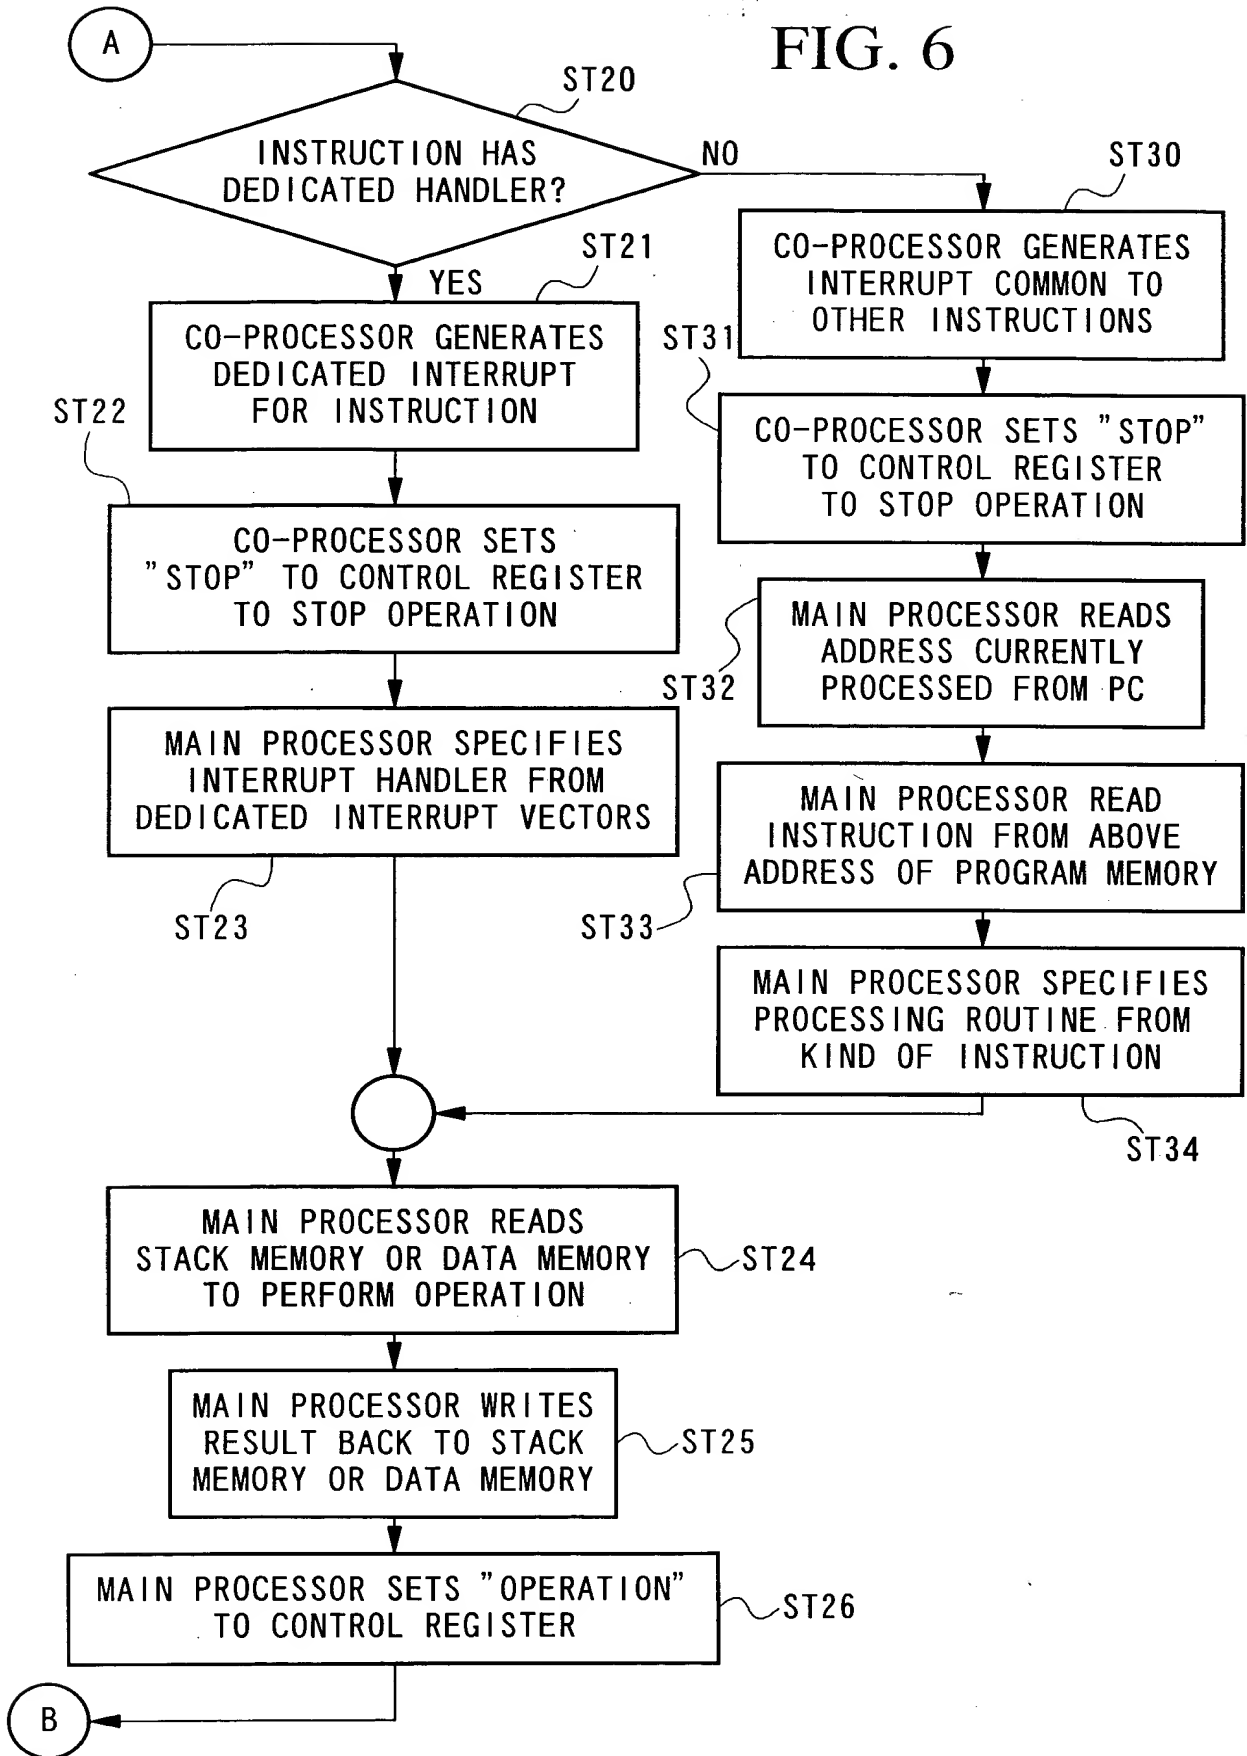 FIG. 6
A
ST20
INSTRUCTION HAS
DEDICATED HANDLER?
NO
YES
ST21
CO-PROCESSOR GENERATES
DEDICATED INTERRUPT
FOR INSTRUCTION
ST22
CO-PROCESSOR SETS
"STOP" TO CONTROL REGISTER
TO STOP OPERATION
MAIN PROCESSOR SPECIFIES
INTERRUPT HANDLER FROM
DEDICATED INTERRUPT VECTORS
ST23
ST30
CO-PROCESSOR GENERATES
INTERRUPT COMMON TO
OTHER INSTRUCTIONS
ST31
CO-PROCESSOR SETS "STOP"
TO CONTROL REGISTER
TO STOP OPERATION
MAIN PROCESSOR READS
ADDRESS CURRENTLY
PROCESSED FROM PC
ST32
MAIN PROCESSOR READ
INSTRUCTION FROM ABOVE
ADDRESS OF PROGRAM MEMORY
ST33
MAIN PROCESSOR SPECIFIES
PROCESSING ROUTINE FROM
KIND OF INSTRUCTION
ST34
MAIN PROCESSOR READS
STACK MEMORY OR DATA MEMORY
TO PERFORM OPERATION
ST24
MAIN PROCESSOR WRITES
RESULT BACK TO STACK
MEMORY OR DATA MEMORY
ST25
MAIN PROCESSOR SETS "OPERATION"
TO CONTROL REGISTER
ST26
B